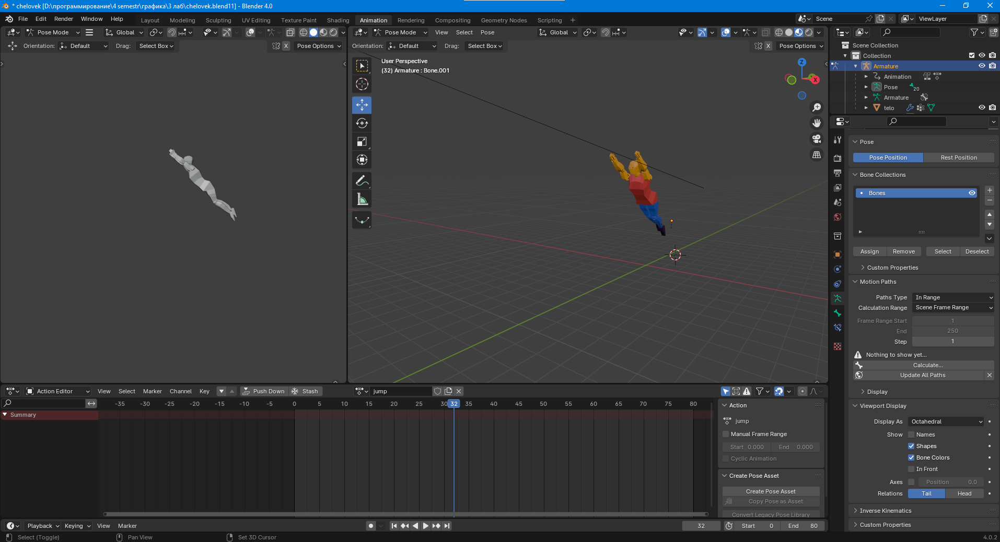 * chelovek [D:\программирование\4 semestr\графика\3 лаб\chelovek.blend11] - Blender 4.0
File Edit Render Window Help Layout Modeling Sculpting UV Editing Texture Paint Shading Animation Rendering Compositing Geometry Nodes Scripting + Scene ViewLayer
Pose Mode Global
Pose Mode View Select Pose Global
Orientation: Default Drag: Select Box X Pose Options
Orientation: Default Drag: Select Box X Pose Options
User Perspective
(32) Armature : Bone.001
Z
X
Scene Collection
Collection
Armature
Animation
Pose 20
Armature
telo
Pose
Pose Position Rest Position
Bone Collections
Bones
Assign Remove Select Deselect
Custom Properties
Motion Paths
Paths Type In Range
Calculation Range Scene Frame Range
Frame Range Start 1
End 250
Step 1
Nothing to show yet...
Calculate...
Update All Paths
Display
Viewport Display
Display As Octahedral
Show Names
Shapes
Bone Colors
In Front
Axes Position 0.0
Relations Tail Head
Inverse Kinematics
Custom Properties
Action Editor View Select Marker Channel Key Push Down Stash jump
-35 -30 -25 -20 -15 -10 -5 0 5 10 15 20 25 30 32 35 40 45 50 55 60 65 70 75 80
Summary
Action
jump
Manual Frame Range
Start 0.000 End 0.000
Cyclic Animation
Create Pose Asset
Create Pose Asset
Copy Pose as Asset
Convert Legacy Pose Library
Playback Keying View Marker 32 Start 0 End 80
Select (Toggle) Pan View Set 3D Cursor 4.0.2